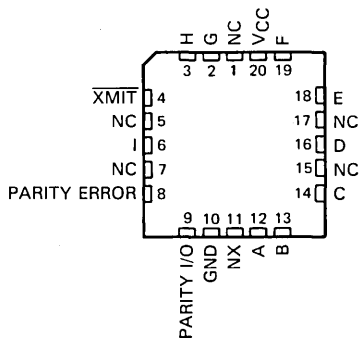 H G NC VCC F
3 2 1 20 19
XMIT 4 18 E
NC 5 17 NC
I 6 16 D
NC 7 15 NC
PARITY ERROR 8 14 C
9 10 11 12 13
PARITY I/O GND NX A B